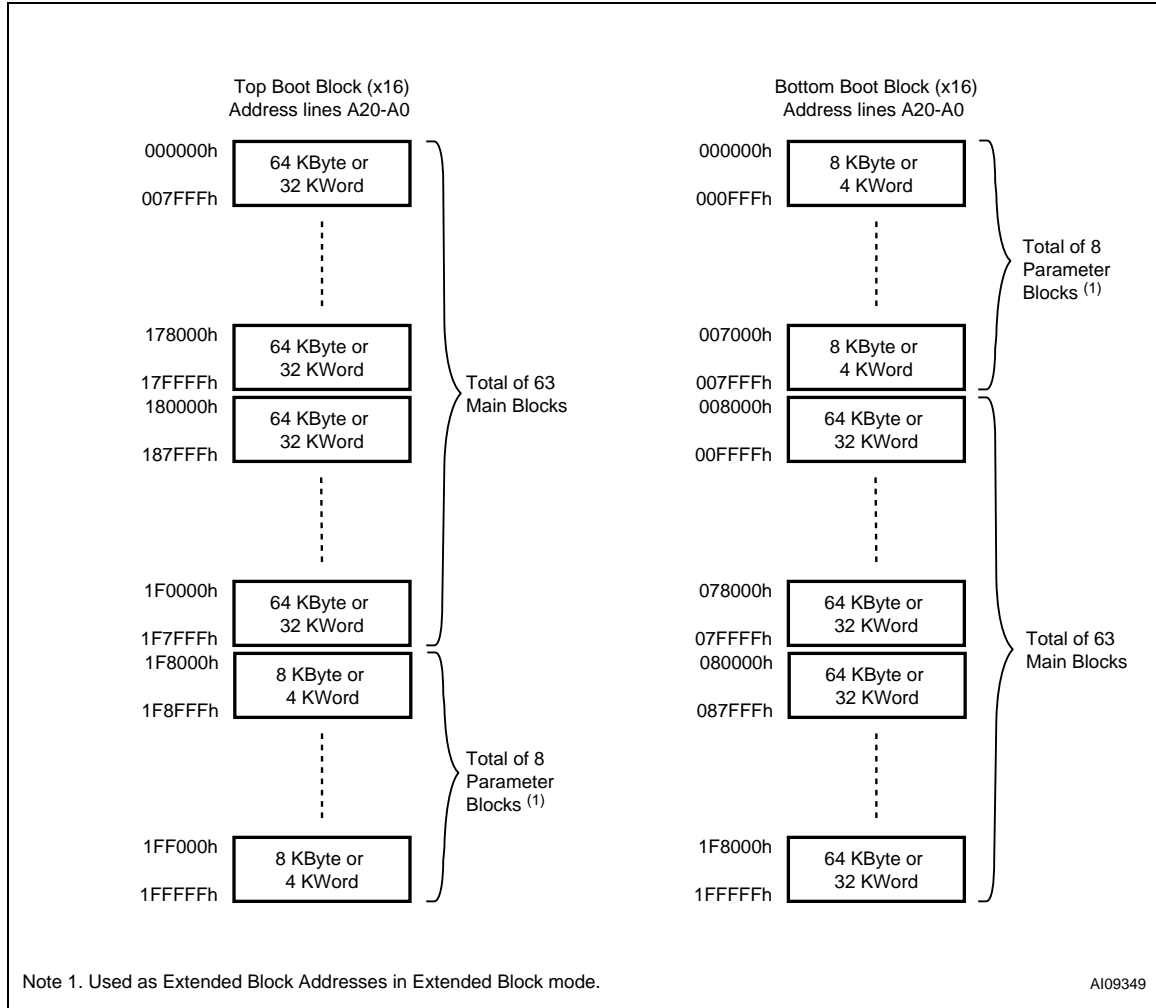 Top Boot Block (x16)
Address lines A20-A0
000000h
64 KByte or
32 KWord
007FFFh
178000h
64 KByte or
32 KWord
17FFFFh
180000h
64 KByte or
32 KWord
187FFFh
Total of 63
Main Blocks
1F0000h
64 KByte or
32 KWord
1F7FFFh
1F8000h
8 KByte or
4 KWord
1F8FFFh
Total of 8
Parameter
Blocks (1)
1FF000h
8 KByte or
4 KWord
1FFFFFh
Bottom Boot Block (x16)
Address lines A20-A0
000000h
8 KByte or
4 KWord
000FFFh
Total of 8
Parameter
Blocks (1)
007000h
8 KByte or
4 KWord
007FFFh
008000h
64 KByte or
32 KWord
00FFFFh
078000h
64 KByte or
32 KWord
07FFFFh
080000h
64 KByte or
32 KWord
087FFFh
Total of 63
Main Blocks
1F8000h
64 KByte or
32 KWord
1FFFFFh
Note 1. Used as Extended Block Addresses in Extended Block mode.
AI09349